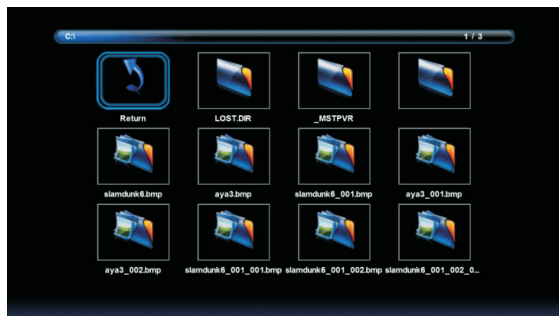 C:\ 1 / 3
Return LOST.DIR _MSTPVR
slamdunk6.bmp aya3.bmp slamdunk6_001.bmp aya3_001.bmp
aya3_002.bmp slamdunk6_001_001.bmp slamdunk6_001_002.bmp slamdunk6_001_002_0...